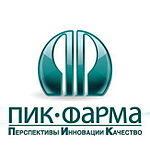 ПИК·ФАРМА
Перспективы Инновации Качество